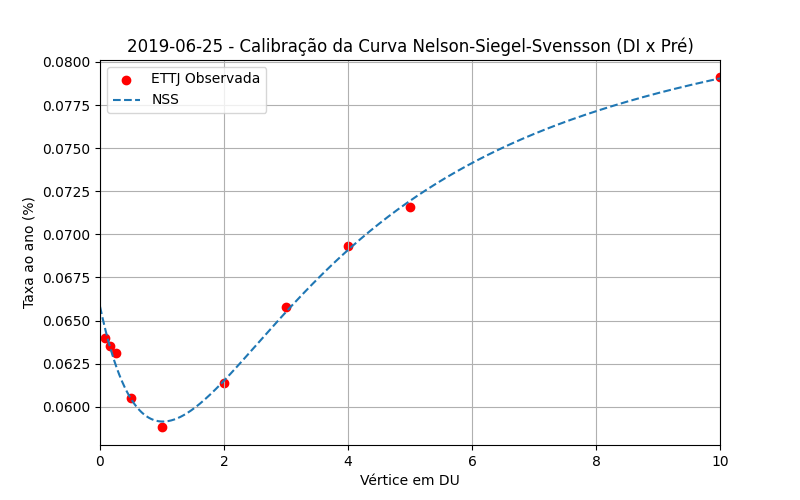 2019-06-25 - Calibração da Curva Nelson-Siegel-Svensson (DI x Pré)
0.0800
0.0775
0.0750
0.0725
0.0700
0.0675
0.0650
0.0625
0.0600
Taxa ao ano (%)
ETTJ Observada
NSS
0 2 4 6 8 10
Vértice em DU